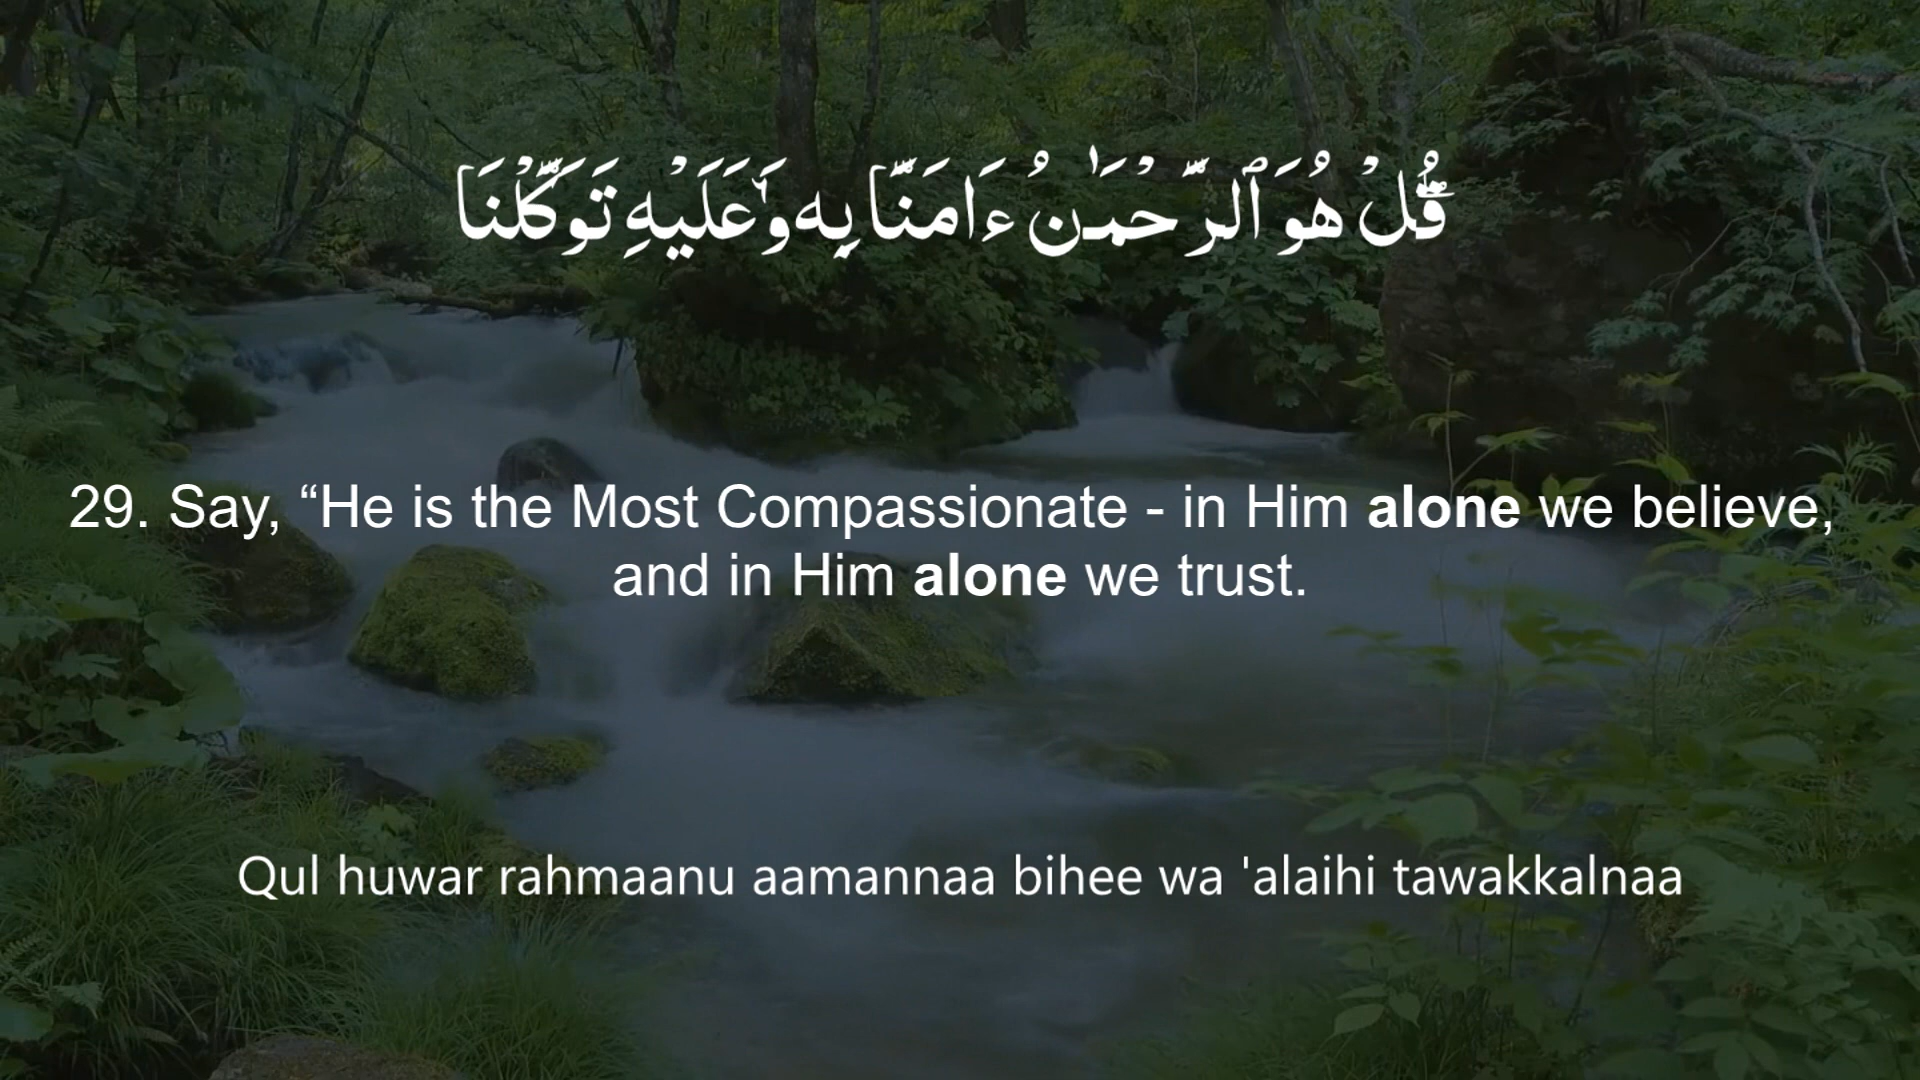 قُلْ هُوَ ٱلرَّحْمَـٰنُ ءَامَنَّا بِهِۦ وَعَلَيْهِ تَوَكَّلْنَا
29. Say, “He is the Most Compassionate - in Him alone we believe,
and in Him alone we trust.
Qul huwar rahmaanu aamannaa bihee wa 'alaihi tawakkalnaa